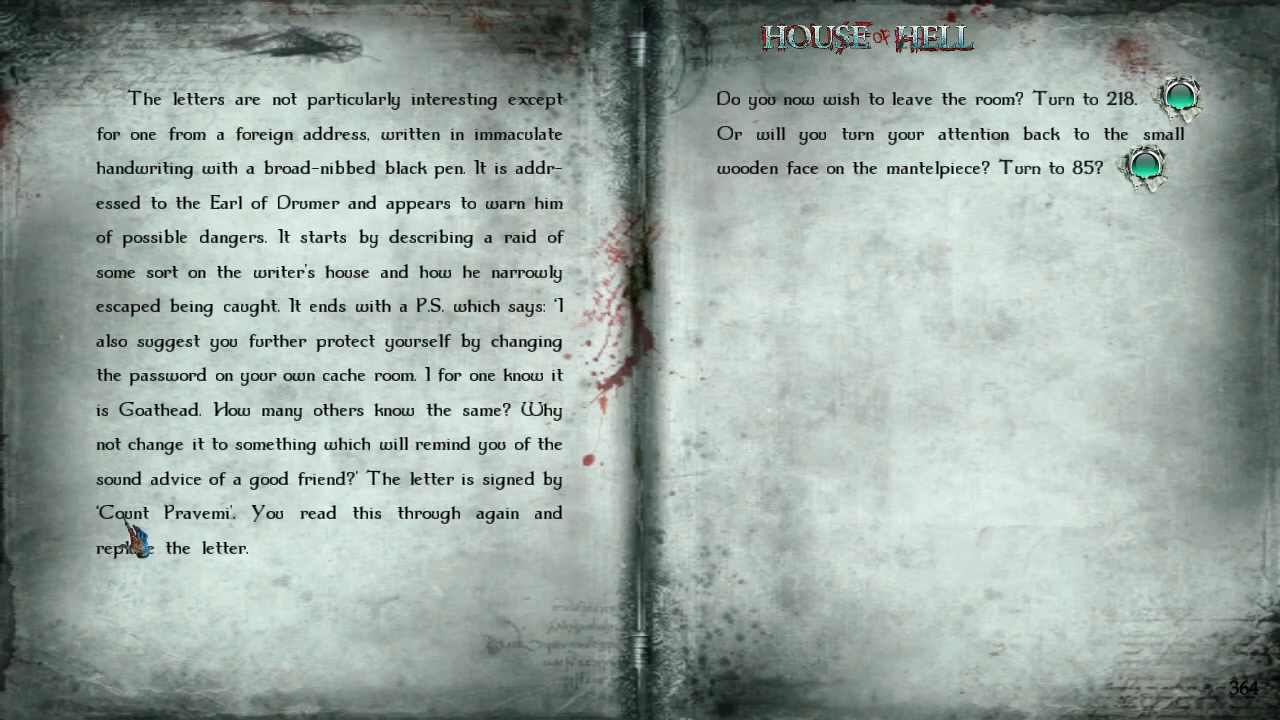 The letters are not particularly interesting except
for one from a foreign address, written in immaculate
handwriting with a broad-nibbed black pen. It is addr-
essed to the Earl of Drumer and appears to warn him
of possible dangers. It starts by describing a raid of
some sort on the writer's house and how he narrowly
escaped being caught. It ends with a P.S. which says: 'I
also suggest you further protect yourself by changing
the password on your own cache room. I for one know it
is Goathead. How many others know the same? Why
not change it to something which will remind you of the
sound advice of a good friend?' The letter is signed by
'Count Pravemi'. You read this through again and
the letter.
HOUSE OF HELL
Do you now wish to leave the room? Turn to 218.
Or will you turn your attention back to the small
wooden face on the mantelpiece? Turn to 85?
364